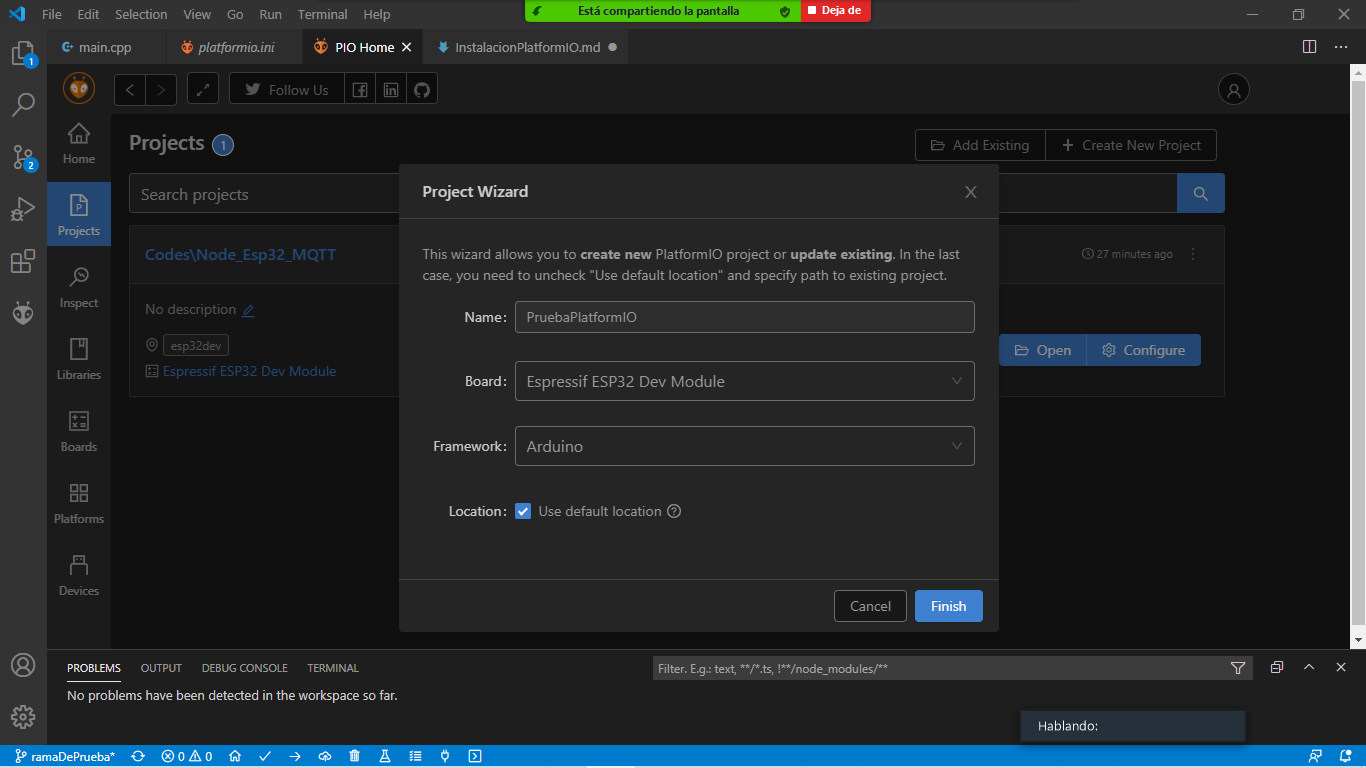 File Edit Selection View Go Run Terminal Help
Está compartiendo la pantalla
Deja de
main.cpp
platformio.ini
PIO Home
InstalacionPlatformIO.md
1
Follow Us
Home
Projects 1
Add Existing
Create New Project
2
Search projects
Project Wizard
Projects
Codes\Node_Esp32_MQTT
27 minutes ago
This wizard allows you to create new PlatformIO project or update existing. In the last
case, you need to uncheck "Use default location" and specify path to existing project.
Inspect
No description
Name: PruebaPlatformIO
esp32dev
Open
Configure
Libraries
Espressif ESP32 Dev Module
Board: Espressif ESP32 Dev Module
Boards
Framework: Arduino
Platforms
Location: Use default location
Devices
Cancel
Finish
PROBLEMS OUTPUT DEBUG CONSOLE TERMINAL
Filter. E.g.: text, **/*.ts, !**/node_modules/**
No problems have been detected in the workspace so far.
Hablando:
ramaDePrueba* 0 0